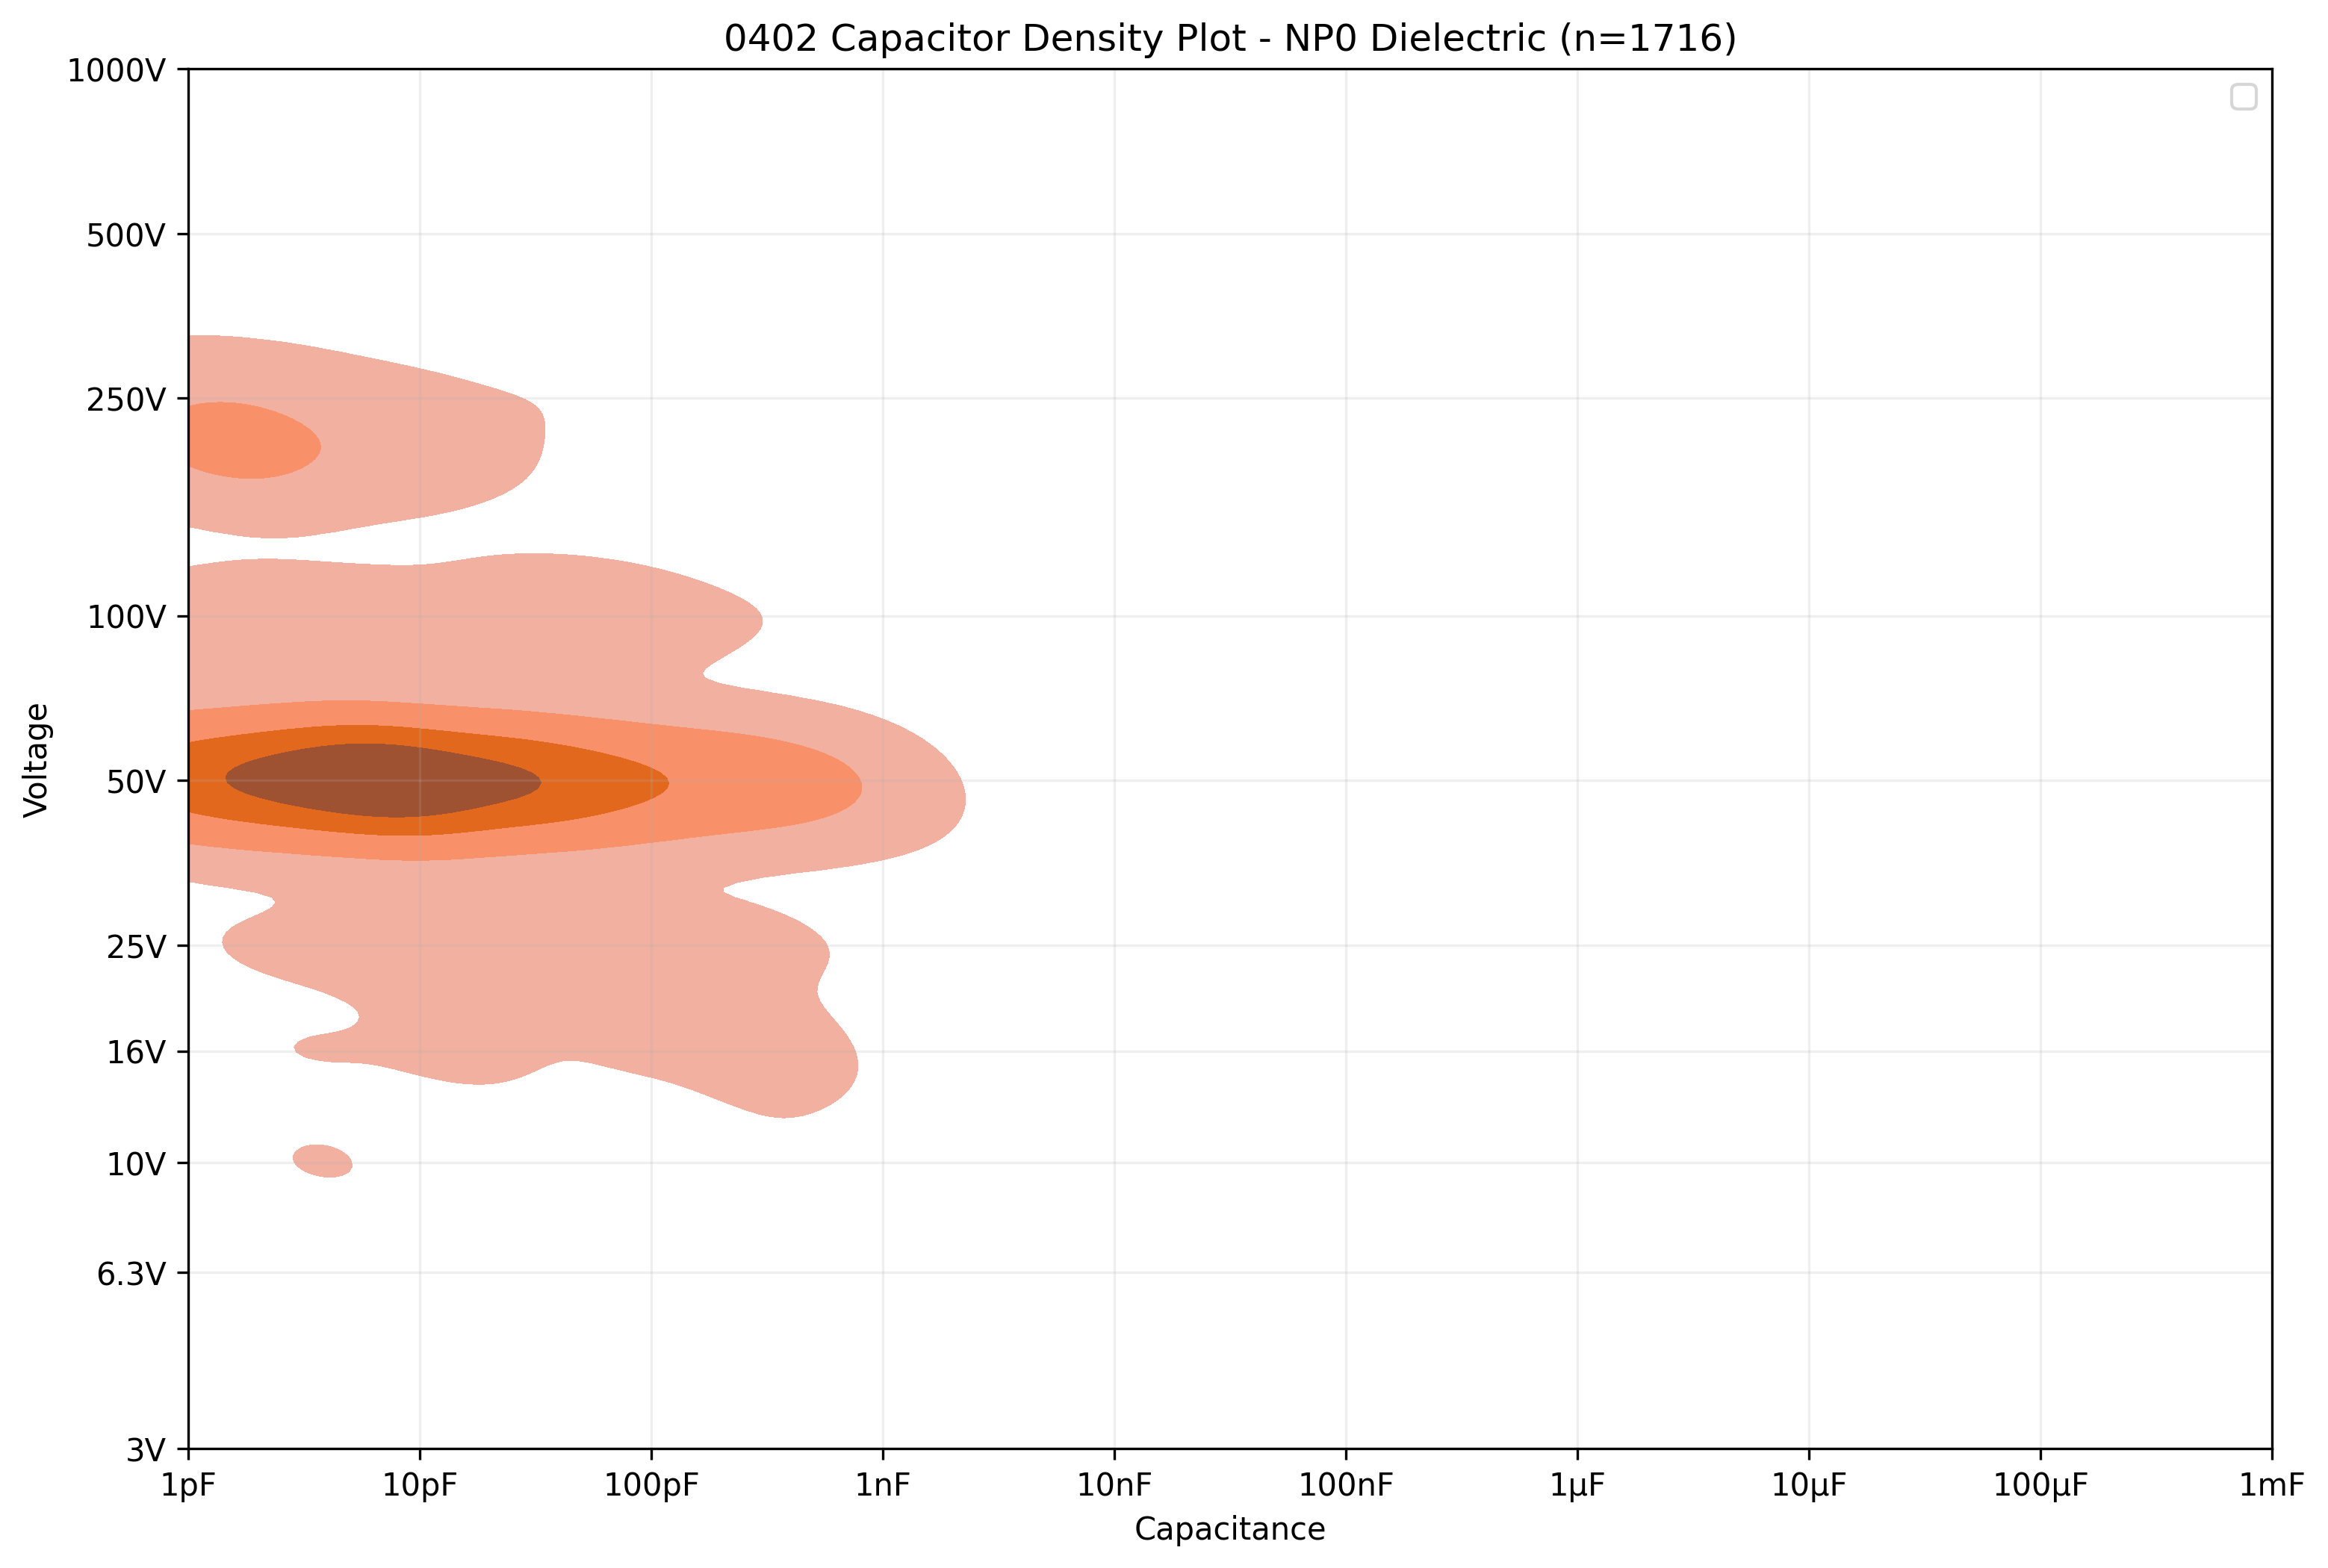 0402 Capacitor Density Plot - NP0 Dielectric (n=1716)
1000V
500V
250V
100V
50V
25V
16V
10V
6.3V
3V
Voltage
1pF 10pF 100pF 1nF 10nF 100nF 1μF 10μF 100μF 1mF
Capacitance